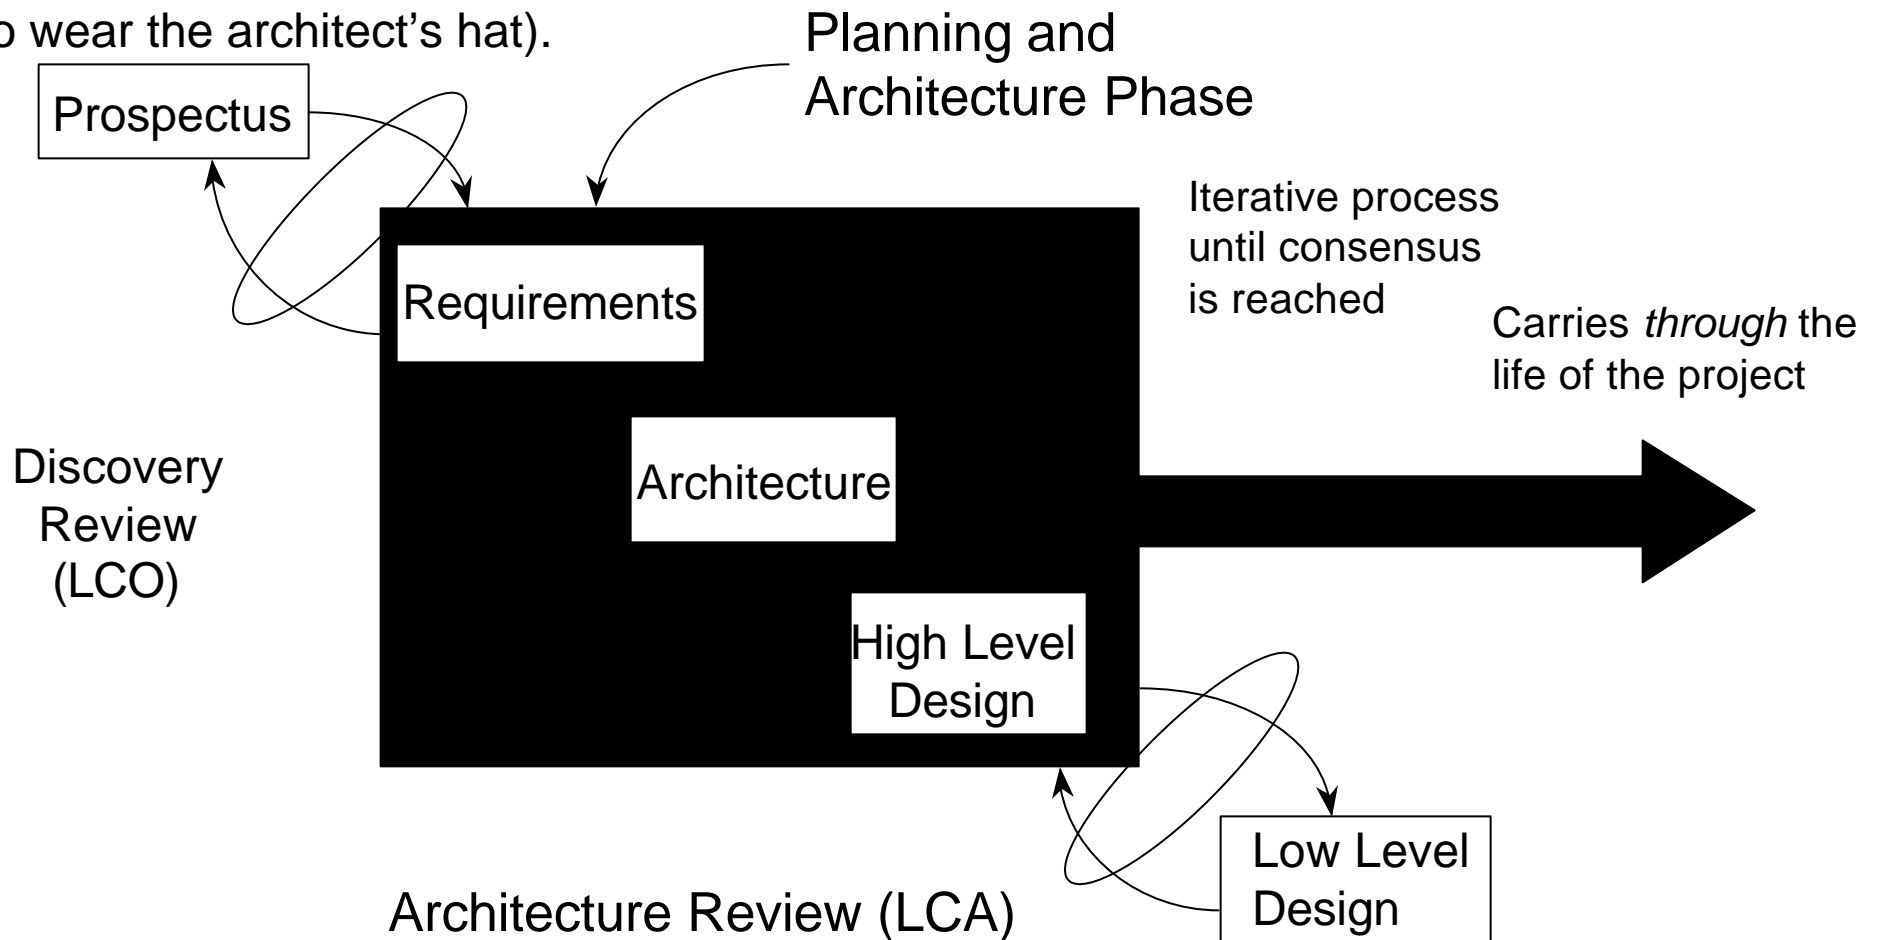 wear the architect's hat).
Planning and
Architecture Phase
Prospectus
Iterative process
until consensus
is reached
Requirements
Carries through the
life of the project
Discovery
Review
(LCO)
Architecture
High Level
Design
Low Level
Design
Architecture Review (LCA)